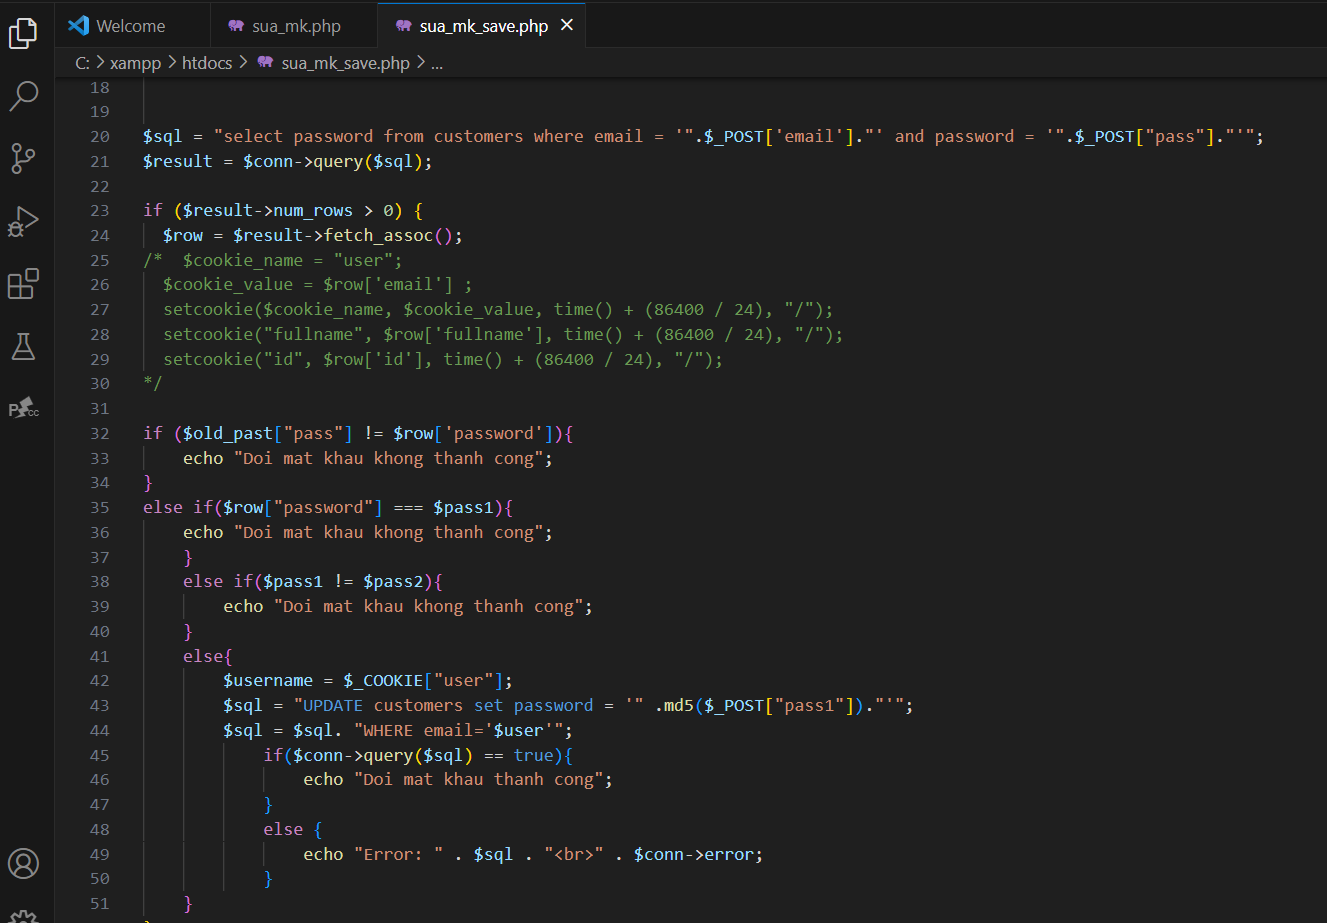 Welcome
sua_mk.php
sua_mk_save.php
C: > xampp > htdocs > sua_mk_save.php > ...
18
19
20 $sql = "select password from customers where email = '".$_POST['email']."' and password = '".$_POST["pass"]."'";
21 $result = $conn->query($sql);
22
23 if ($result->num_rows > 0) {
24 $row = $result->fetch_assoc();
25 /* $cookie_name = "user";
26 $cookie_value = $row['email'] ;
27 setcookie($cookie_name, $cookie_value, time() + (86400 / 24), "/");
28 setcookie("fullname", $row['fullname'], time() + (86400 / 24), "/");
29 setcookie("id", $row['id'], time() + (86400 / 24), "/");
30 */
31
32 if ($old_past["pass"] != $row['password']){
33 echo "Doi mat khau khong thanh cong";
34 }
35 else if($row["password"] === $pass1){
36 echo "Doi mat khau khong thanh cong";
37 }
38 else if($pass1 != $pass2){
39 echo "Doi mat khau khong thanh cong";
40 }
41 else{
42 $username = $_COOKIE["user"];
43 $sql = "UPDATE customers set password = '" .md5($_POST["pass1"])."'";
44 $sql = $sql. "WHERE email='$user'";
45 if($conn->query($sql) == true){
46 echo "Doi mat khau thanh cong";
47 }
48 else {
49 echo "Error: " . $sql . "<br>" . $conn->error;
50 }
51 }